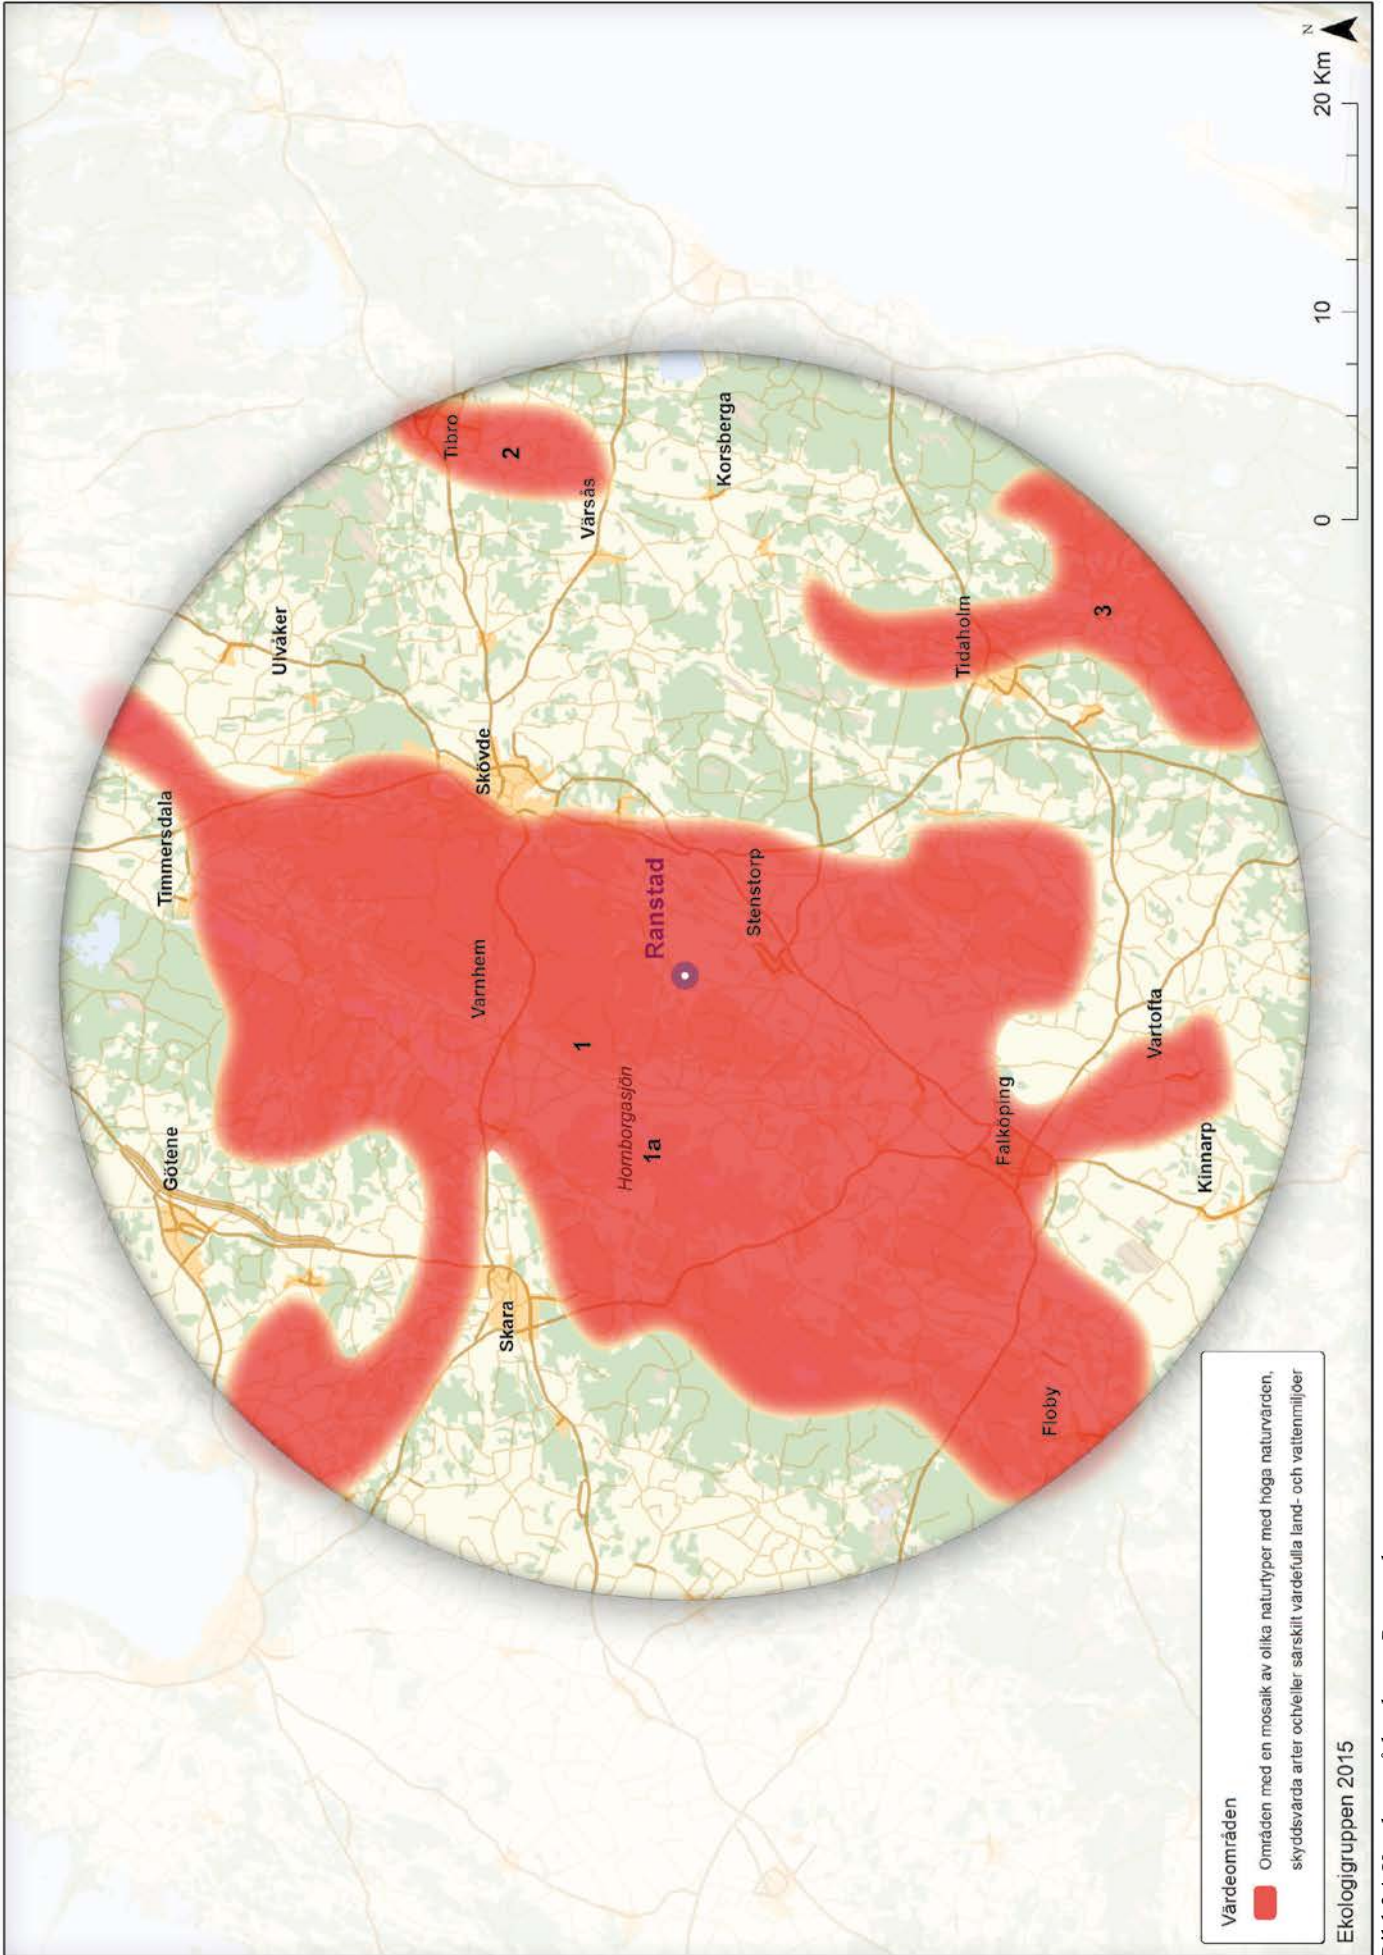 N
20 Km
10
0
Tibro
2
Värsås
Korsberga
Ulvåker
Timmersdala
Skövde
Tidaholm
3
Ranstad
Stenstorp
Varnhem
1
Hornborgasjön
1a
Götene
Skara
Falköping
Vartofta
Kinnarp
Floby
Värdeområden
Områden med en mosaik av olika naturtyper med höga naturvärden,
skyddsvärda arter och/eller särskilt värdefulla land- och vattenmiljöer
Ekologigruppen 2015